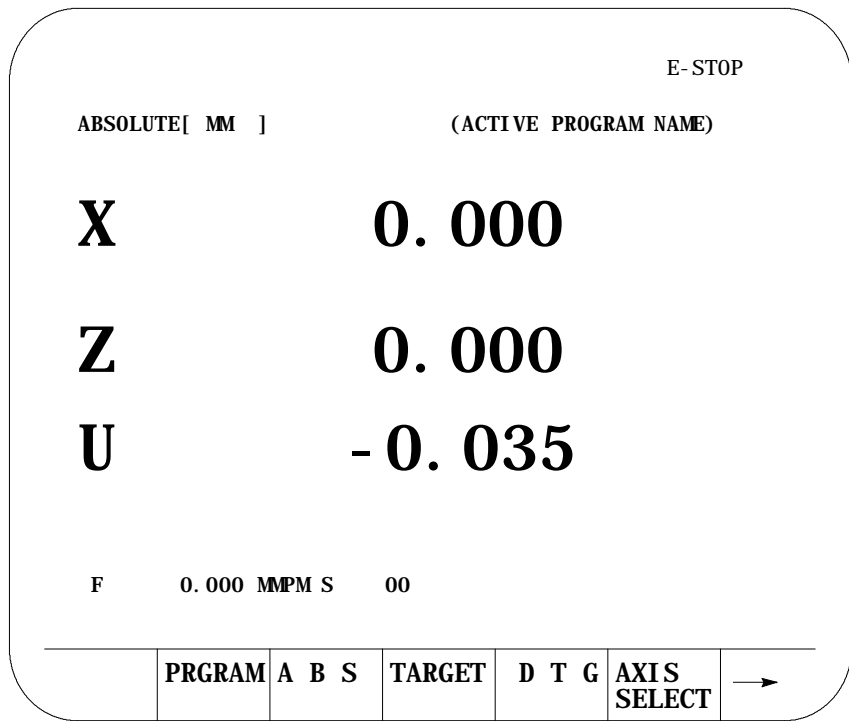 E-STOP
ABSOLUTE[ MM ] (ACTIVE PROGRAM NAME)
X 0.000
Z 0.000
U -0.035
F 0.000 MMPM S 00
PRGRAM A B S TARGET D T G AXIS
SELECT